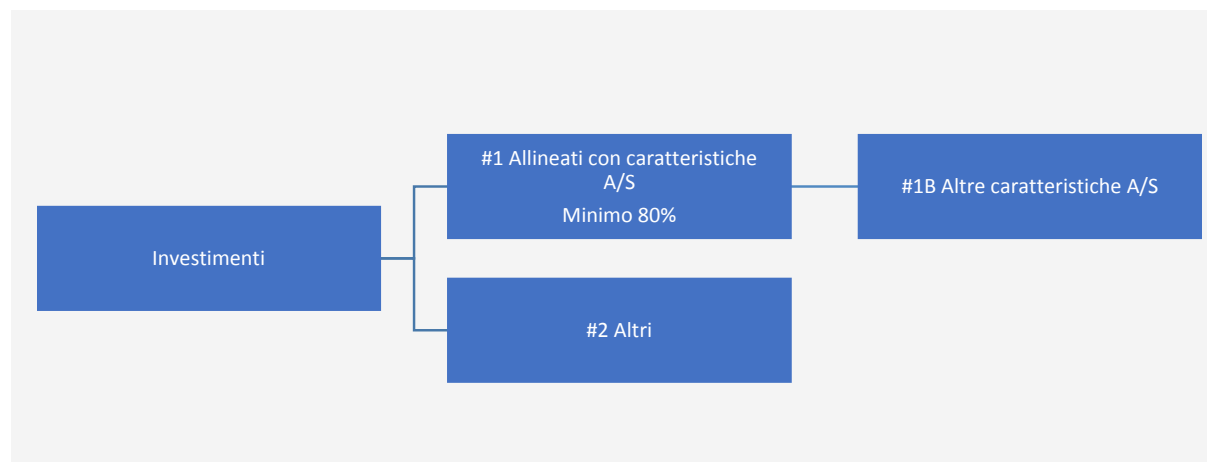 Investimenti
#1 Allineati con caratteristiche
A/S
Minimo 80%
#1B Altre caratteristiche A/S
#2 Altri